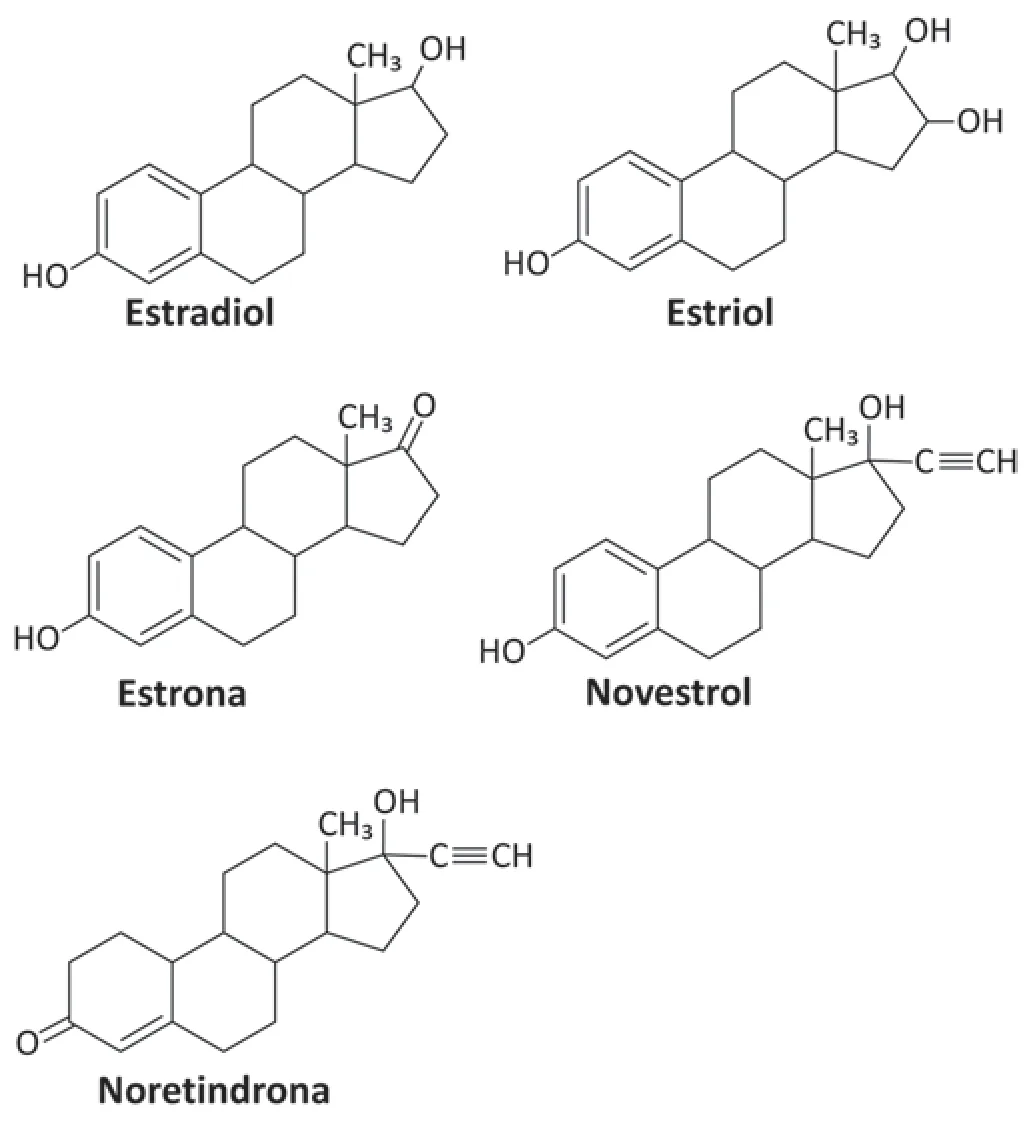 CH₃ OH
HO
Estradiol
CH₃ OH
OH
HO
Estriol
CH₃ O
HO
Estrona
OH
CH₃
C≡CH
HO
Novestrol
OH
CH₃
C≡CH
O
Noretindrona